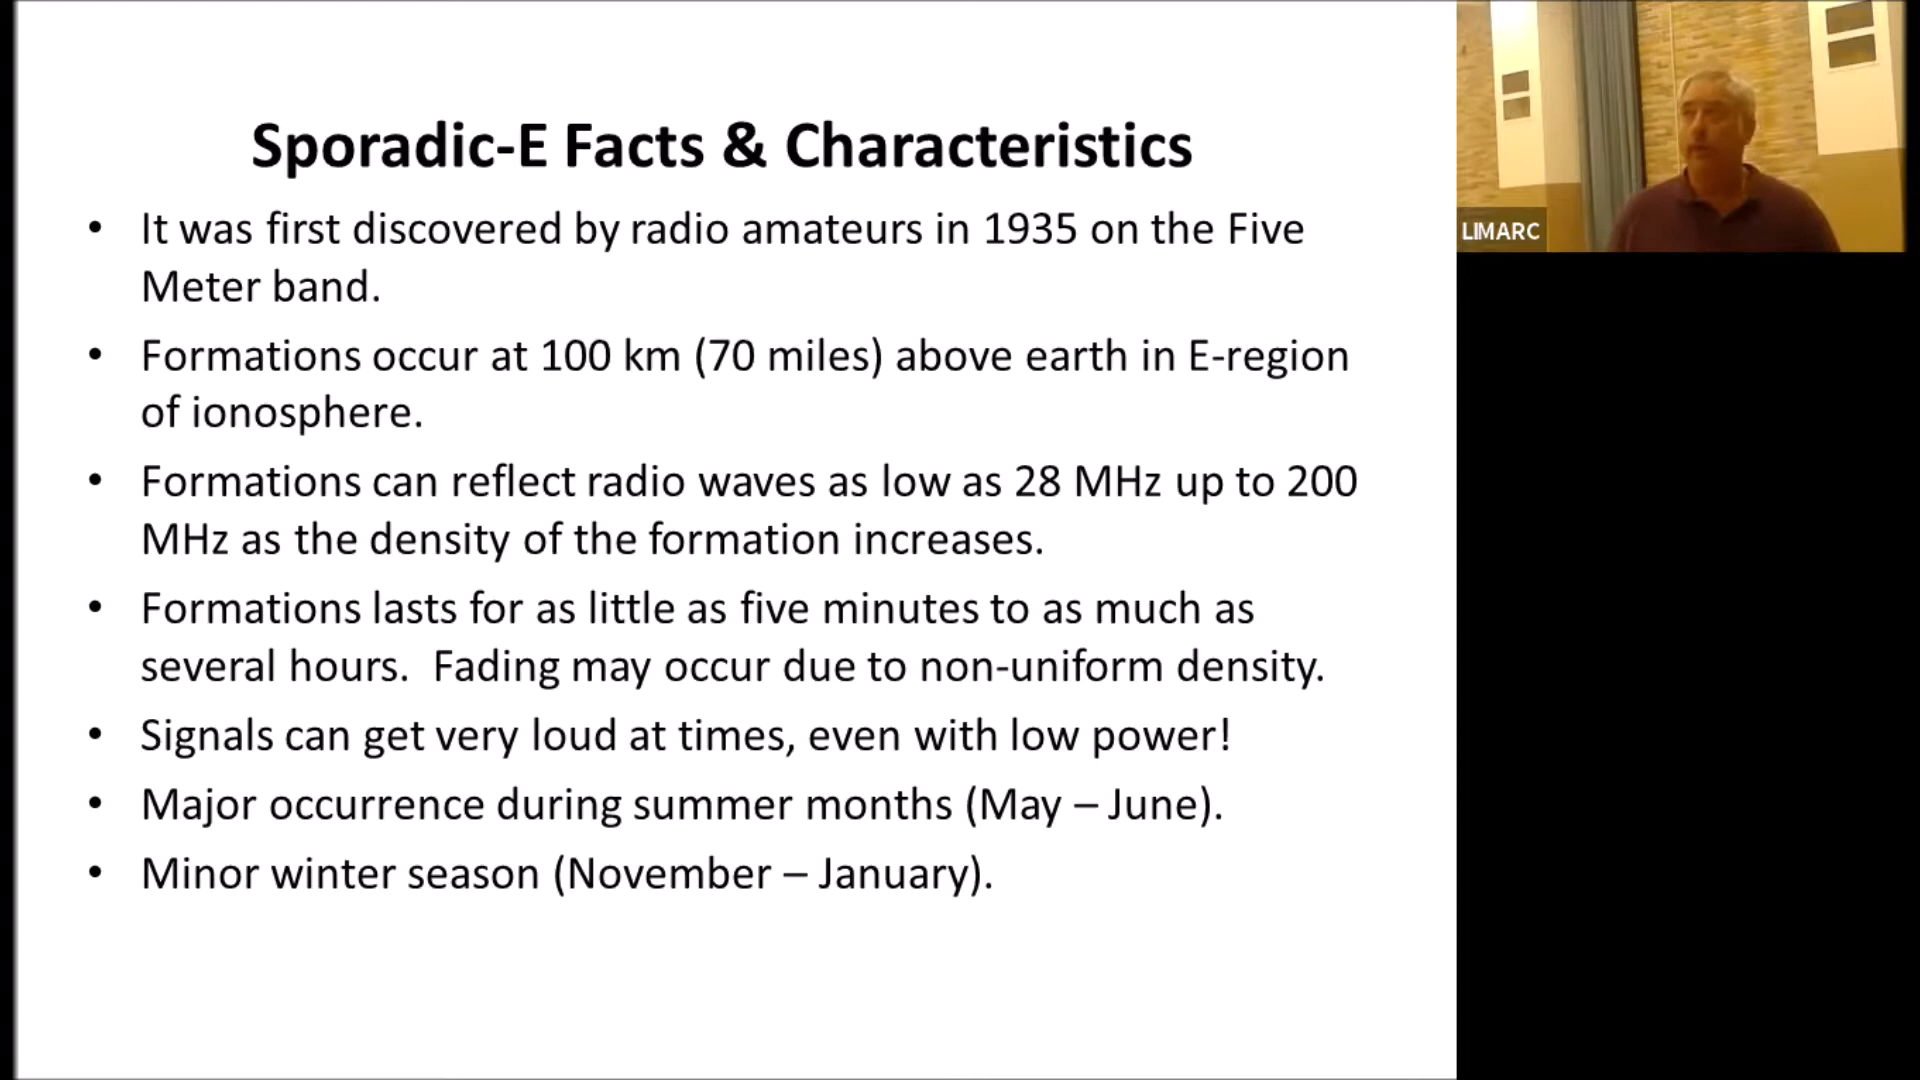 Sporadic-E Facts & Characteristics
• It was first discovered by radio amateurs in 1935 on the Five
Meter band.
• Formations occur at 100 km (70 miles) above earth in E-region
of ionosphere.
• Formations can reflect radio waves as low as 28 MHz up to 200
MHz as the density of the formation increases.
• Formations lasts for as little as five minutes to as much as
several hours.  Fading may occur due to non-uniform density.
• Signals can get very loud at times, even with low power!
• Major occurrence during summer months (May – June).
• Minor winter season (November – January).
LIMARC